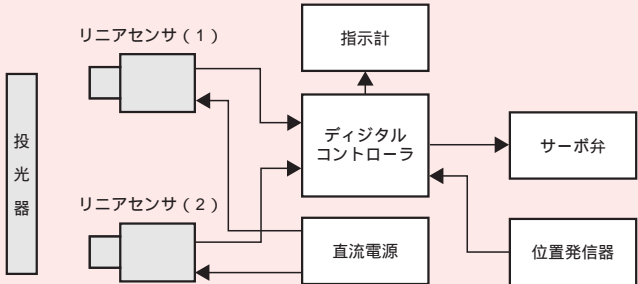 リニアセンサ（１）
指示計
投光器
ディジタル
コントローラ
サーボ弁
リニアセンサ（２）
直流電源
位置発信器